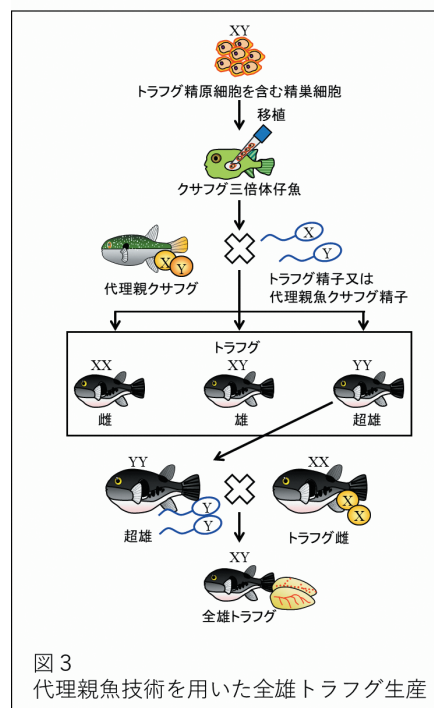 XY
トラフグ精原細胞を含む精巣細胞
移植
クサフグ三倍体仔魚
X
Y
X
Y
代理親クサフグ
トラフグ精子又は
代理親魚クサフグ精子
トラフグ
XX
XY
YY
雌
雄
超雄
YY
XX
Y
Y
X
X
超雄
トラフグ雌
XY
全雄トラフグ
図3
代理親魚技術を用いた全雄トラフグ生産